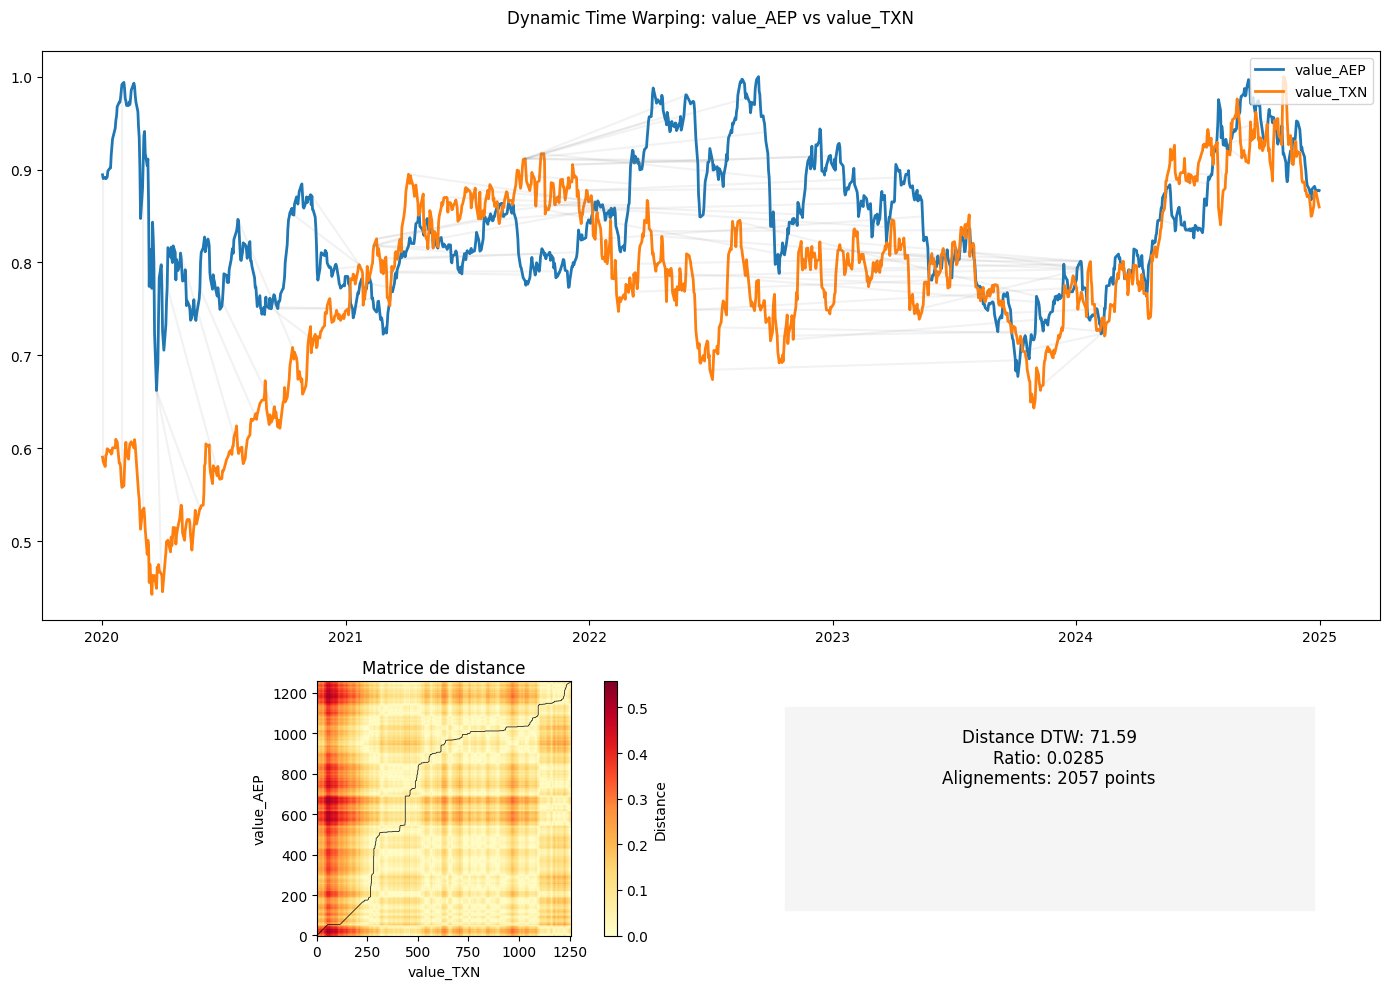 Dynamic Time Warping: value_AEP vs value_TXN
value_AEP
value_TXN
1.0
0.9
0.8
0.7
0.6
0.5
2020 2021 2022 2023 2024 2025
Matrice de distance
value_AEP
1200
1000
800
600
400
200
0
0 250 500 750 1000 1250
value_TXN
0.5
0.4
0.3
0.2
0.1
0.0
Distance
Distance DTW: 71.59
Ratio: 0.0285
Alignements: 2057 points